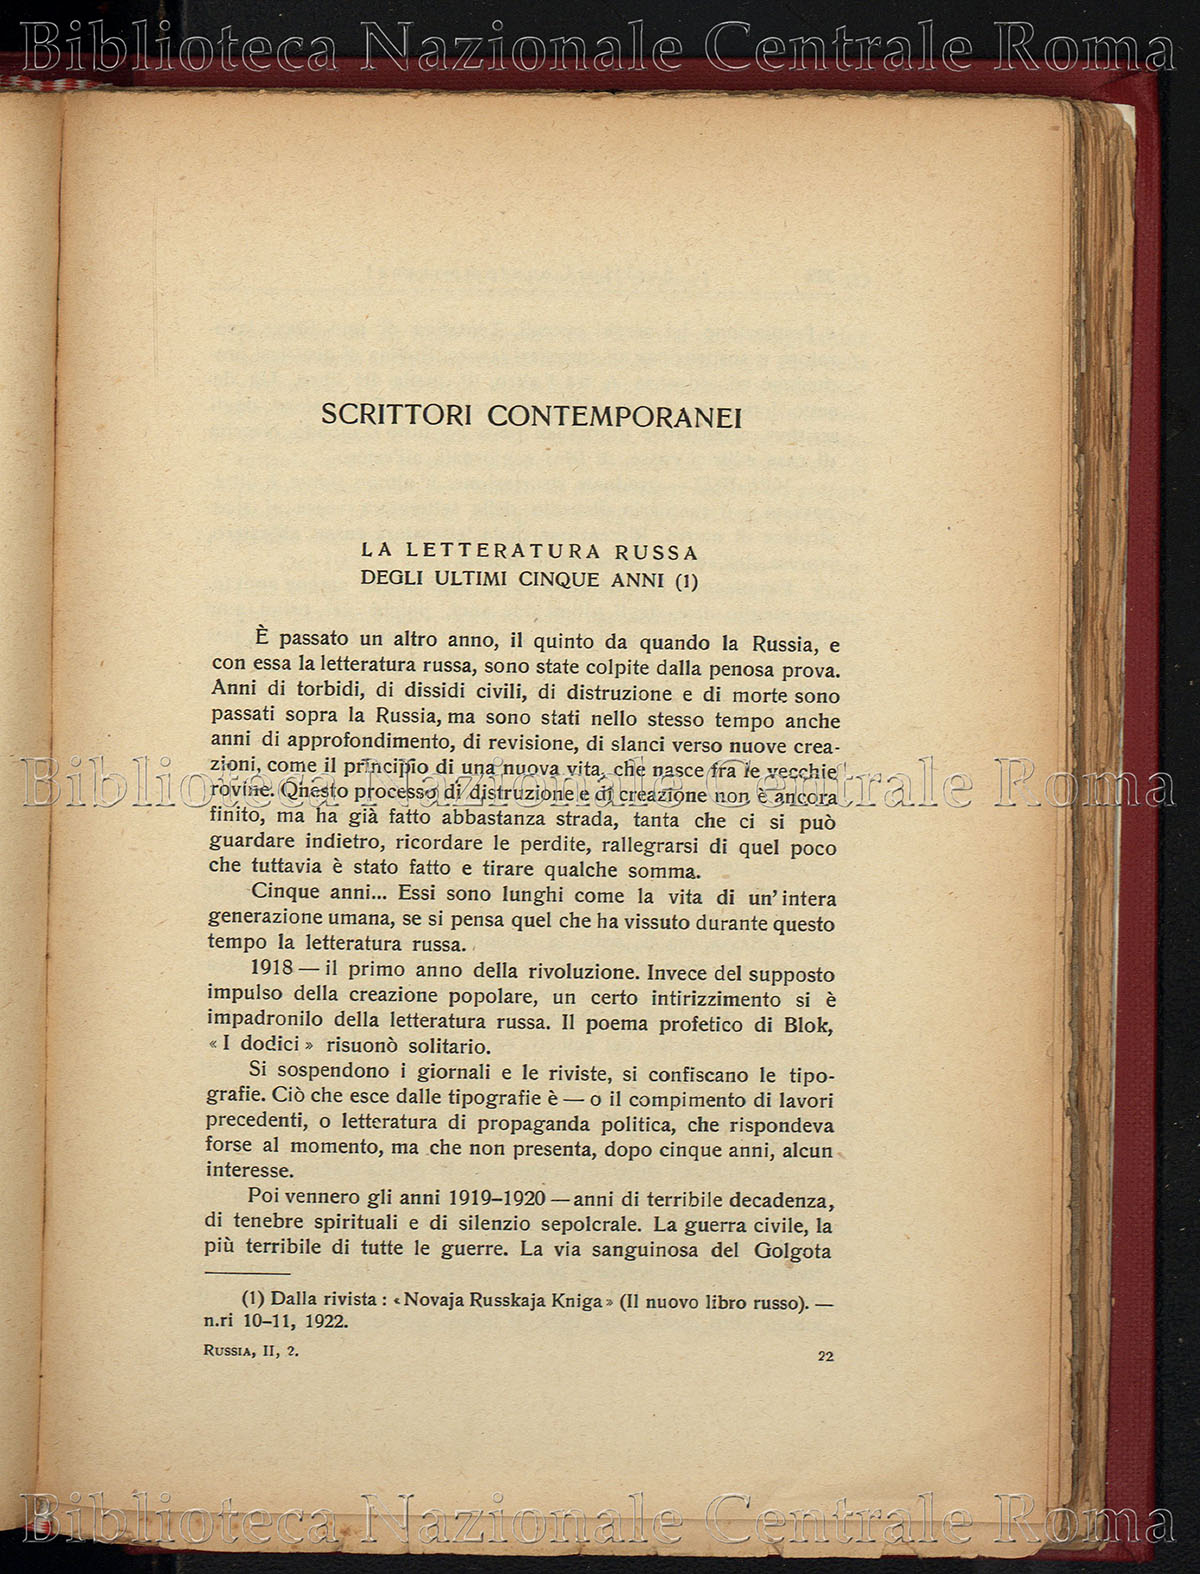 Biblioteca Nazionale Centrale Roma
SCRITTORI CONTEMPORANEI
LA LETTERATURA RUSSA
DEGLI ULTIMI CINQUE ANNI (1)
È passato un altro anno, il quinto da quando la Russia, e
con essa la letteratura russa, sono state colpite dalla penosa prova.
Anni di torbidi, di dissidi civili, di distruzione e di morte sono
passati sopra la Russia, ma sono stati nello stesso tempo anche
anni di approfondimento, di revisione, di slanci verso nuove crea-
zioni, come il principio di una nuova vita, che nasce fra le vecchie
Biblioteca Nazionale Centrale Roma
rovine. Questo processo di distruzione e di creazione non è ancora
finito, ma ha già fatto abbastanza strada, tanta che ci si può
guardare indietro, ricordare le perdite, rallegrarsi di quel poco
che tuttavia è stato fatto e tirare qualche somma.
Cinque anni... Essi sono lunghi come la vita di un' intera
generazione umana, se si pensa quel che ha vissuto durante questo
tempo la letteratura russa.
1918 — il primo anno della rivoluzione. Invece del supposto
impulso della creazione popolare, un certo intirizzimento si è
impadronilo della letteratura russa. Il poema profetico di Blok,
« I dodici » risuonò solitario.
Si sospendono i giornali e le riviste, si confiscano le tipo-
grafie. Ciò che esce dalle tipografie è — o il compimento di lavori
precedenti, o letteratura di propaganda politica, che rispondeva
forse al momento, ma che non presenta, dopo cinque anni, alcun
interesse.
Poi vennero gli anni 1919-1920 — anni di terribile decadenza,
di tenebre spirituali e di silenzio sepolcrale. La guerra civile, la
più terribile di tutte le guerre. La via sanguinosa del Golgota
(1) Dalla rivista : « Novaja Russkaja Kniga » (Il nuovo libro russo). —
n.ri 10-11, 1922.
RUSSIA, II, 2.
22
Biblioteca Nazionale Centrale Roma